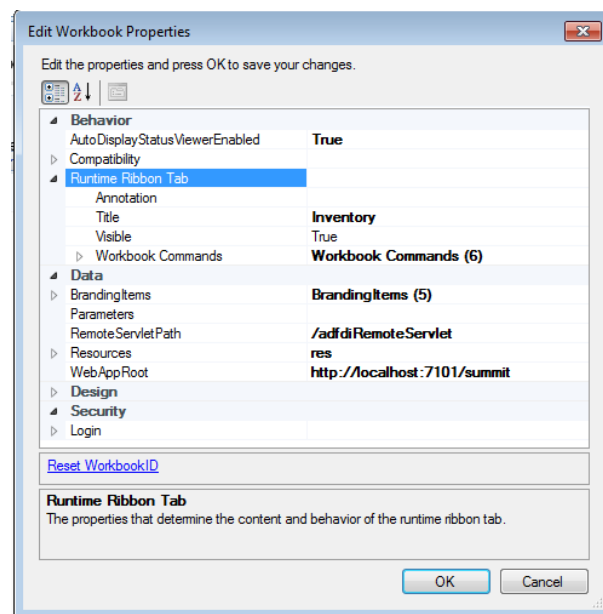 Edit Workbook Properties
Edit the properties and press OK to save your changes.
Behavior
AutoDisplayStatusViewerEnabled True
Compatibility
Runtime Ribbon Tab
Annotation
Title Inventory
Visible True
Workbook Commands Workbook Commands (6)
Data
BrandingItems BrandingItems (5)
Parameters
RemoteServletPath /adfdiRemoteServlet
Resources res
WebAppRoot http://localhost:7101/summit
Design
Security
Login
Reset WorkbookID
Runtime Ribbon Tab
The properties that determine the content and behavior of the runtime ribbon tab.
OK Cancel